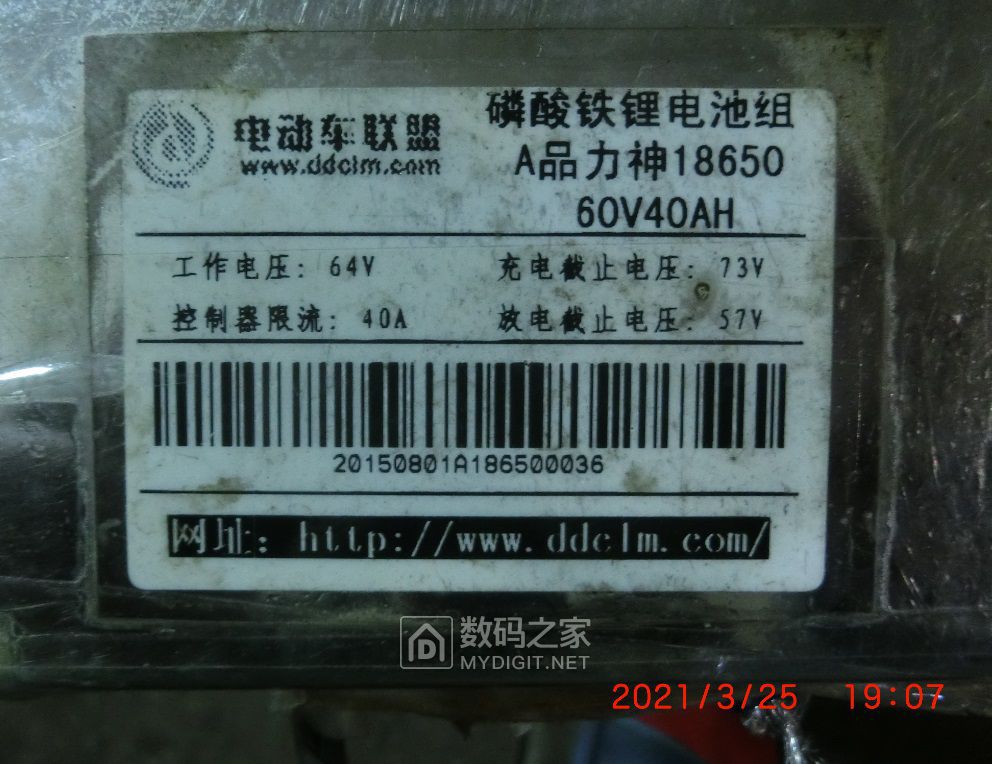 电动车联盟
www.ddclm.com
磷酸铁锂电池组
A品力神18650
60V40AH
工作电压: 64V
充电截止电压: 73V
控制器限流: 40A
放电截止电压: 57V
20150801A186500036
网址: http://www.ddclm.com/
数码之家
MYDIGIT.NET
2021/3/25 19:07